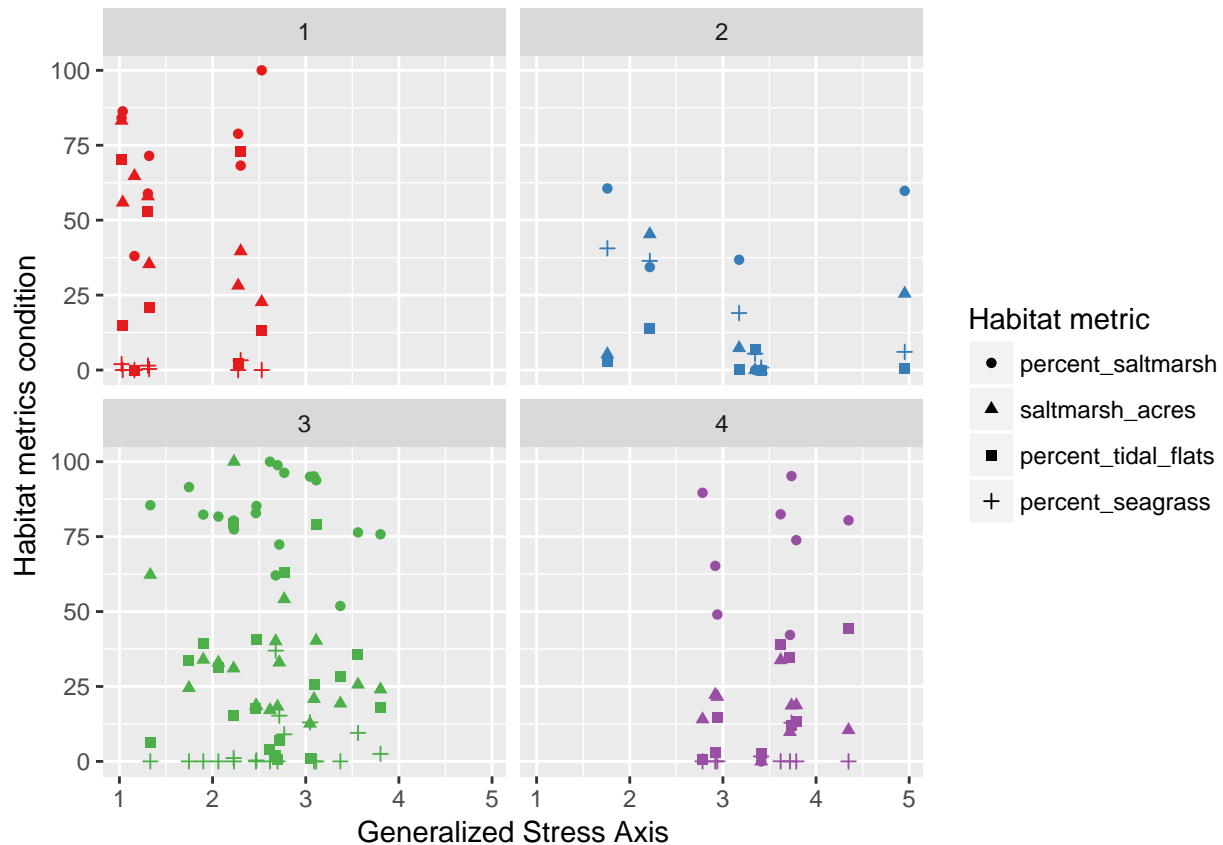 1
2
100
75
50
25
0
3
4
100
75
50
25
0
1 2 3 4 5
1 2 3 4 5
Generalized Stress Axis
Habitat metrics condition
Habitat metric
percent_saltmarsh
saltmarsh_acres
percent_tidal_flats
percent_seagrass